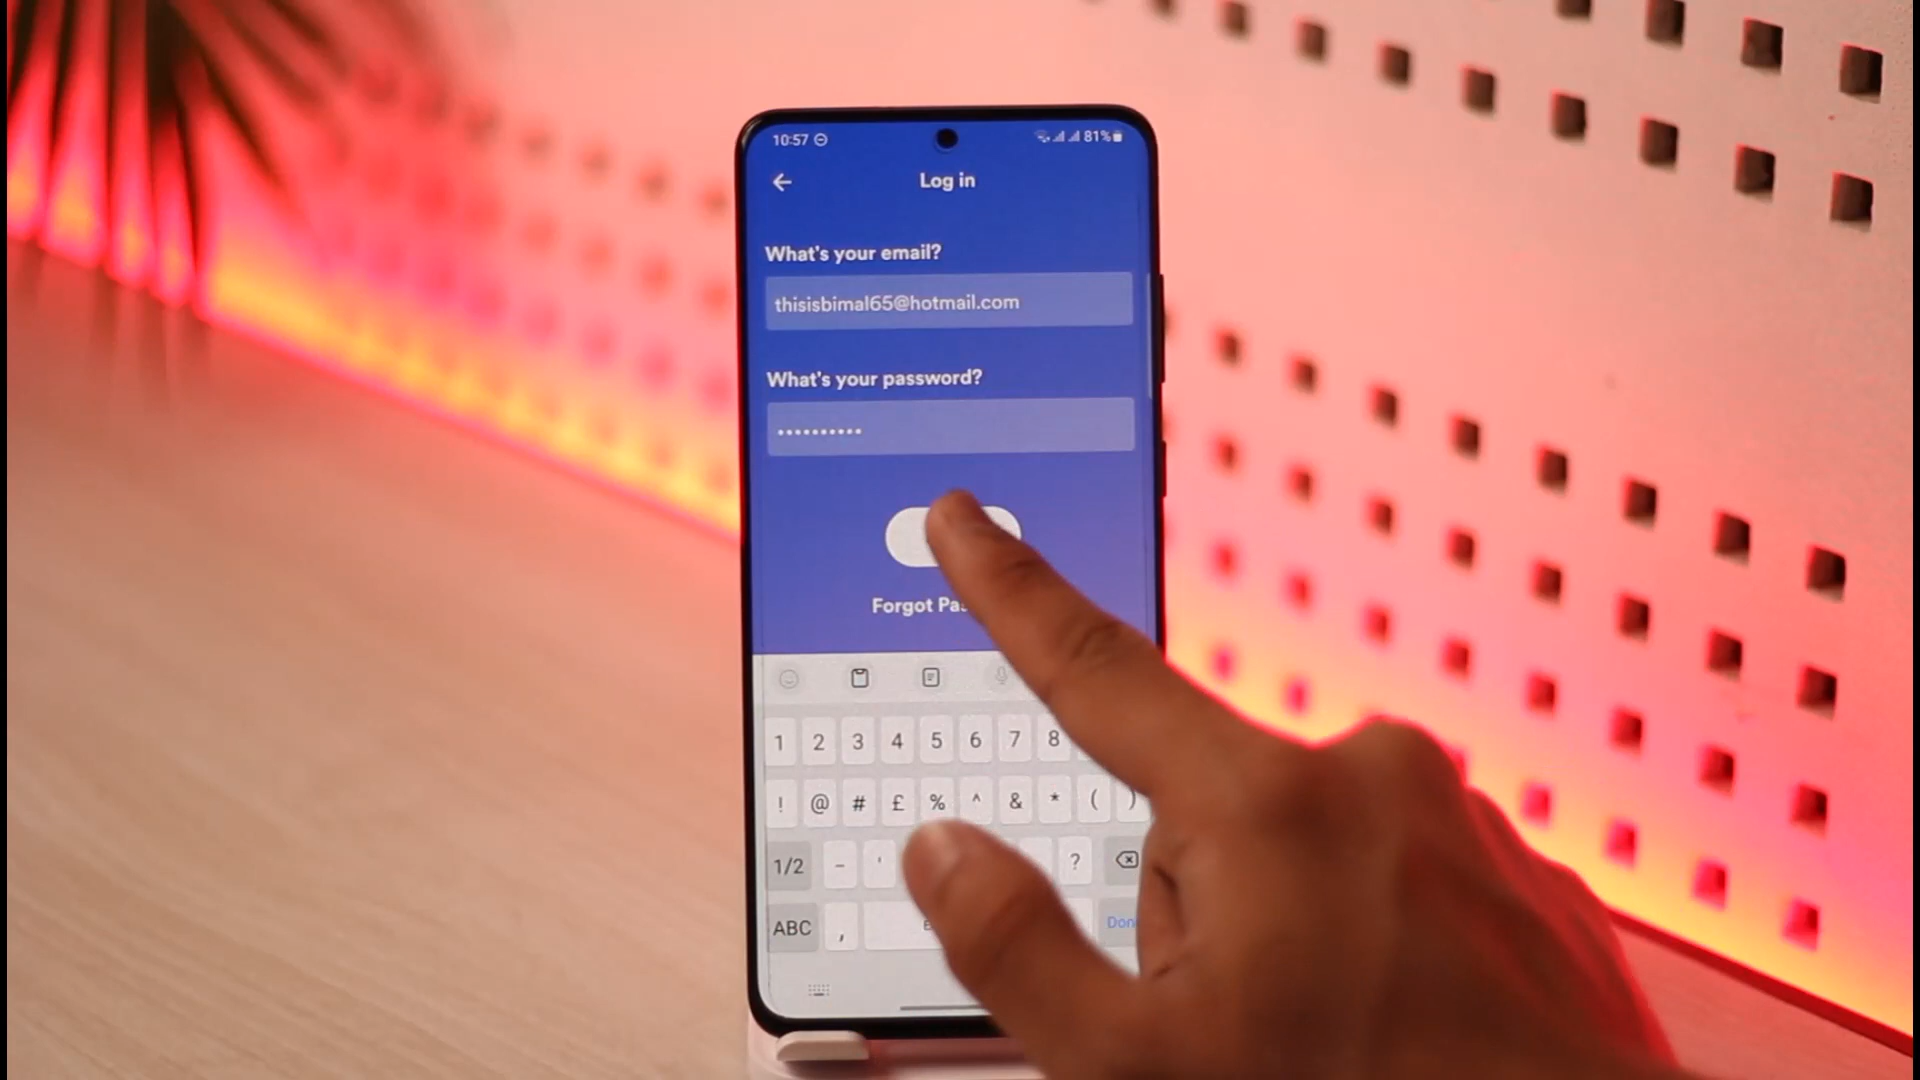 10:57
81%
Log in
What's your email?
thisisbimal65@hotmail.com
What's your password?
••••••••••
Forgot
1 2 3 4 5 6 7 8
! @ # £ % ^ & * ( )
1/2 - ' ?
ABC ,